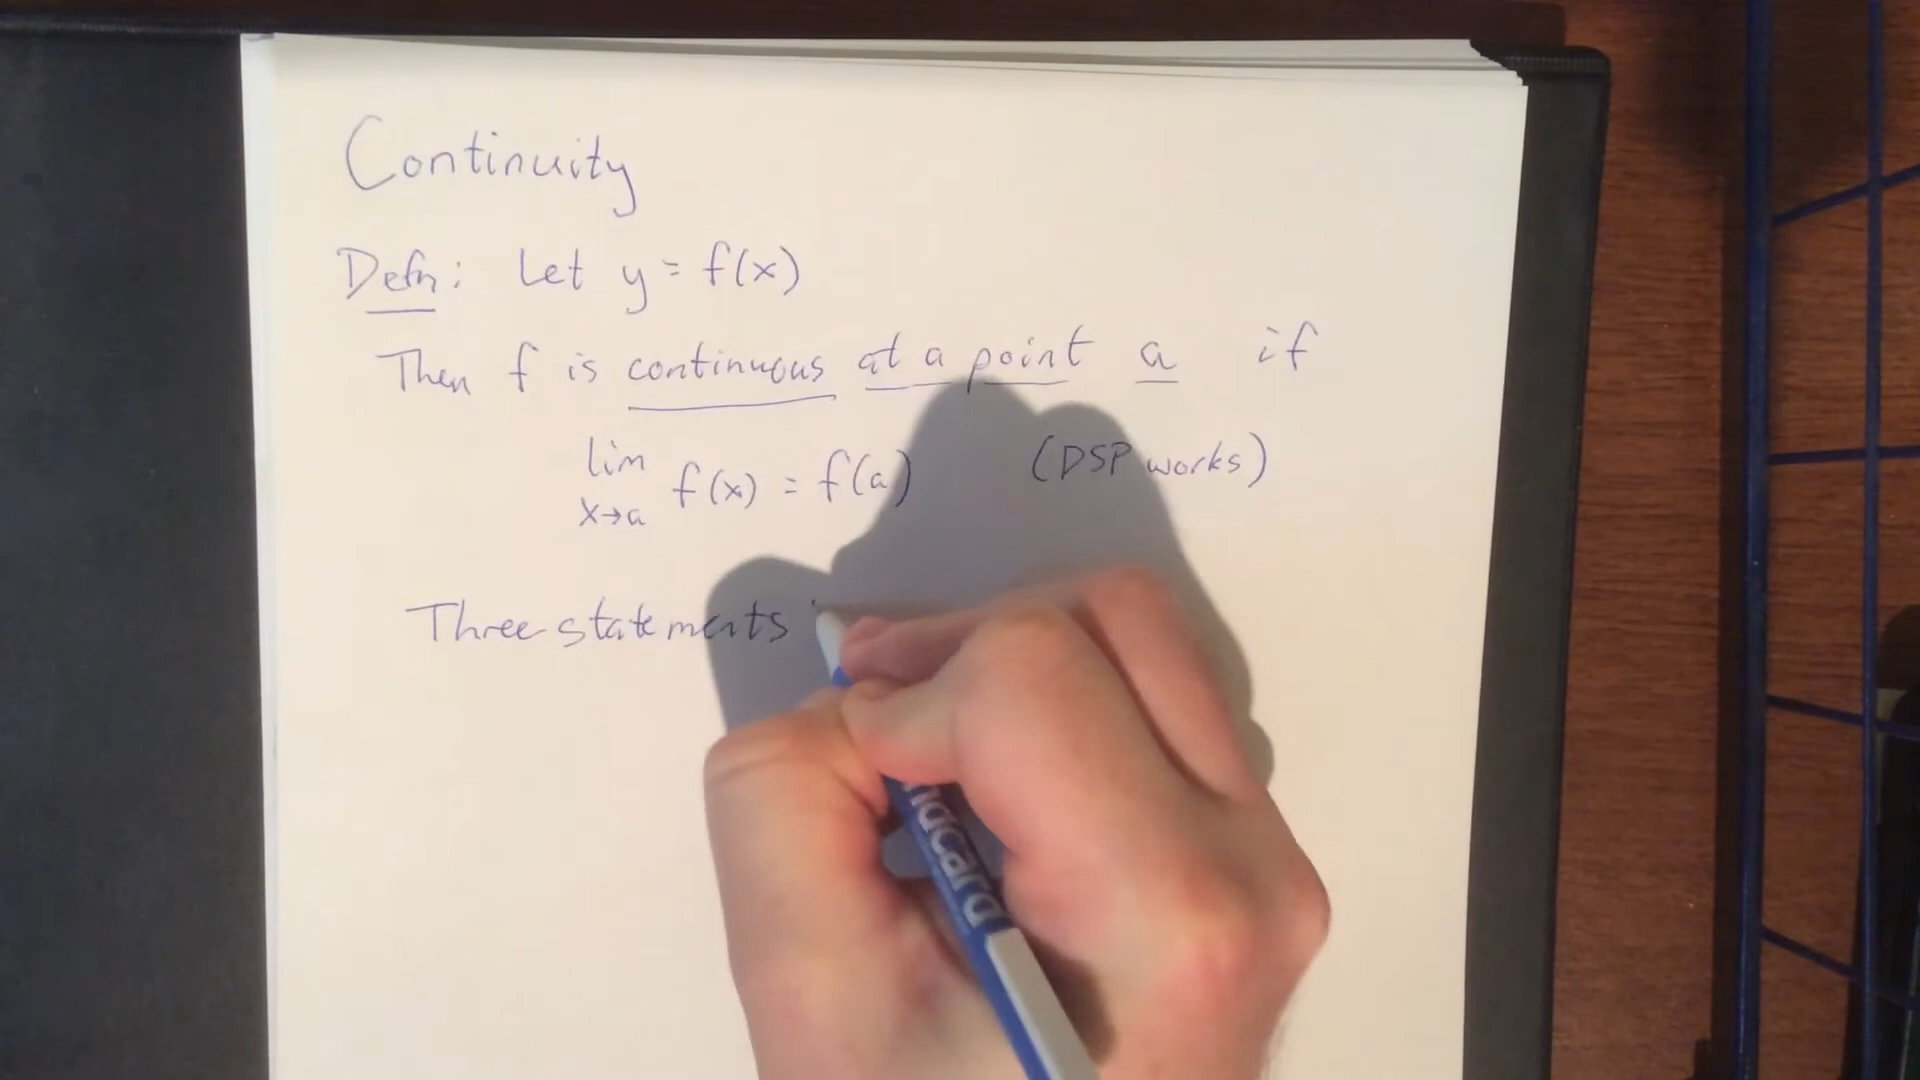 Continuity
Defn: Let y = f(x)
Then f is continuous at a point a if
lim f(x) = f(a) (DSP works)
x→a
Three statements